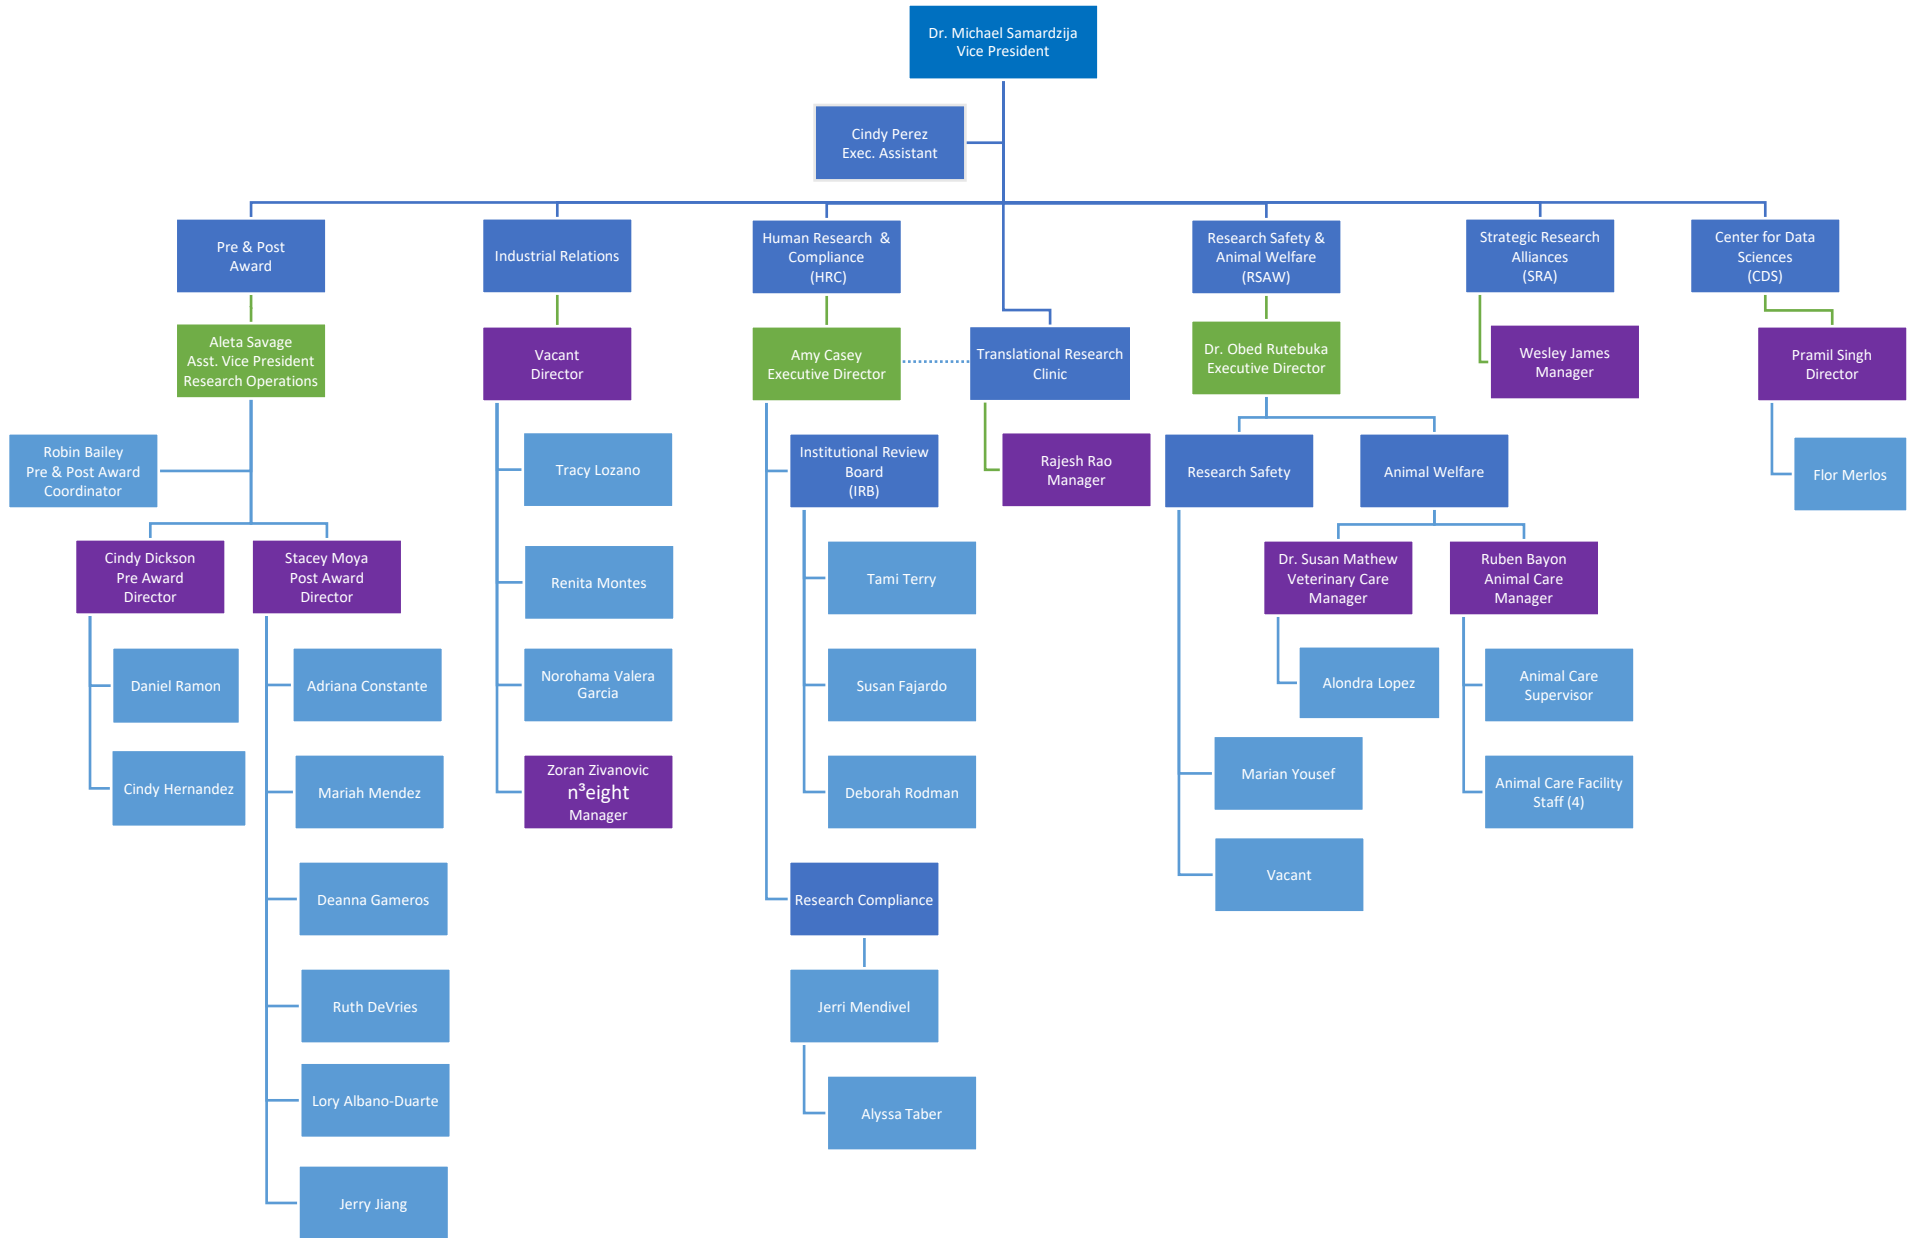 Dr. Michael Samardzija
Vice President
Cindy Perez
Exec. Assistant
Pre & Post
Award
Industrial Relations
Human Research &
Compliance
(HRC)
Research Safety &
Animal Welfare
(RSAW)
Strategic Research
Alliances
(SRA)
Center for Data
Sciences
(CDS)
Aleta Savage
Asst. Vice President
Research Operations
Vacant
Director
Amy Casey
Executive Director
Translational Research
Clinic
Dr. Obed Rutebuka
Executive Director
Wesley James
Manager
Pramil Singh
Director
Robin Bailey
Pre & Post Award
Coordinator
Tracy Lozano
Institutional Review
Board
(IRB)
Rajesh Rao
Manager
Research Safety
Animal Welfare
Flor Merlos
Cindy Dickson
Pre Award
Director
Stacey Moya
Post Award
Director
Renita Montes
Tami Terry
Dr. Susan Mathew
Veterinary Care
Manager
Ruben Bayon
Animal Care
Manager
Daniel Ramon
Adriana Constante
Norohama Valera
Garcia
Susan Fajardo
Alondra Lopez
Animal Care
Supervisor
Cindy Hernandez
Mariah Mendez
Zoran Zivanovic
n³eight
Manager
Deborah Rodman
Marian Yousef
Animal Care Facility
Staff (4)
Deanna Gameros
Research Compliance
Vacant
Ruth DeVries
Jerri Mendivel
Lory Albano-Duarte
Alyssa Taber
Jerry Jiang